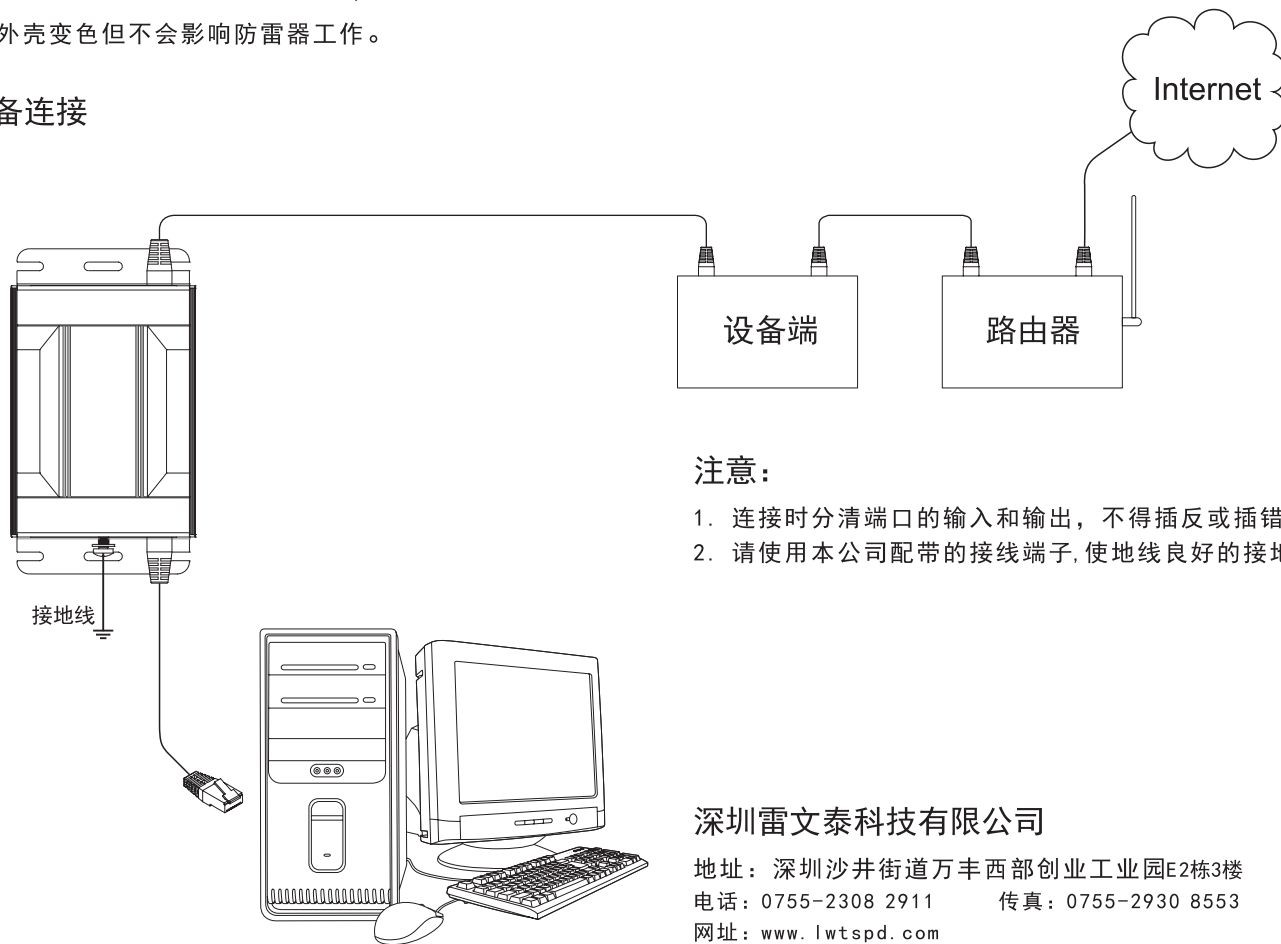 外壳变色但不会影响防雷器工作。
备连接
Internet
设备端
路由器
接地线
注意：
1. 连接时分清端口的输入和输出，不得插反或插错
2. 请使用本公司配带的接线端子,使地线良好的接地
深圳雷文泰科技有限公司
地址：深圳沙井街道万丰西部创业工业园E2栋3楼
电话：0755-2308 2911 传真：0755-2930 8553
网址：www.lwtspd.com